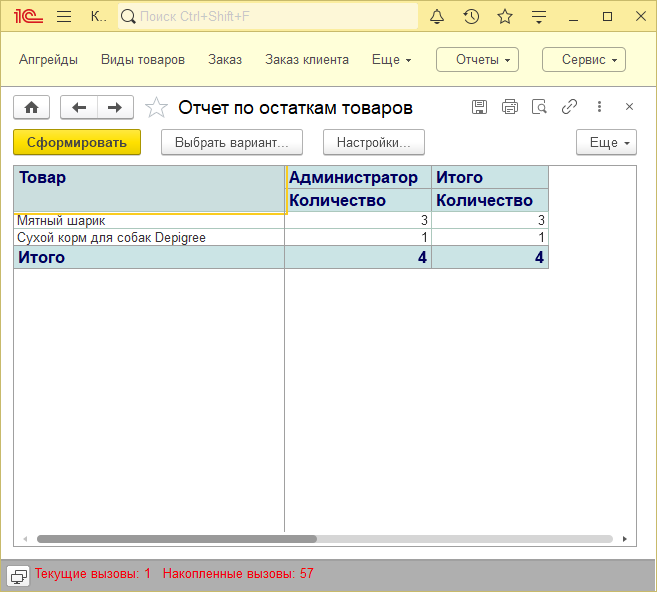 1С К.. Поиск Ctrl+Shift+F
Апгрейды Виды товаров Заказ Заказ клиента Еще Отчеты Сервис
Отчет по остаткам товаров
Сформировать Выбрать вариант... Настройки... Еще
Товар Администратор Итого
Количество Количество
Мятный шарик 3 3
Сухой корм для собак Depigree 1 1
Итого 4 4
Текущие вызовы: 1 Накопленные вызовы: 57